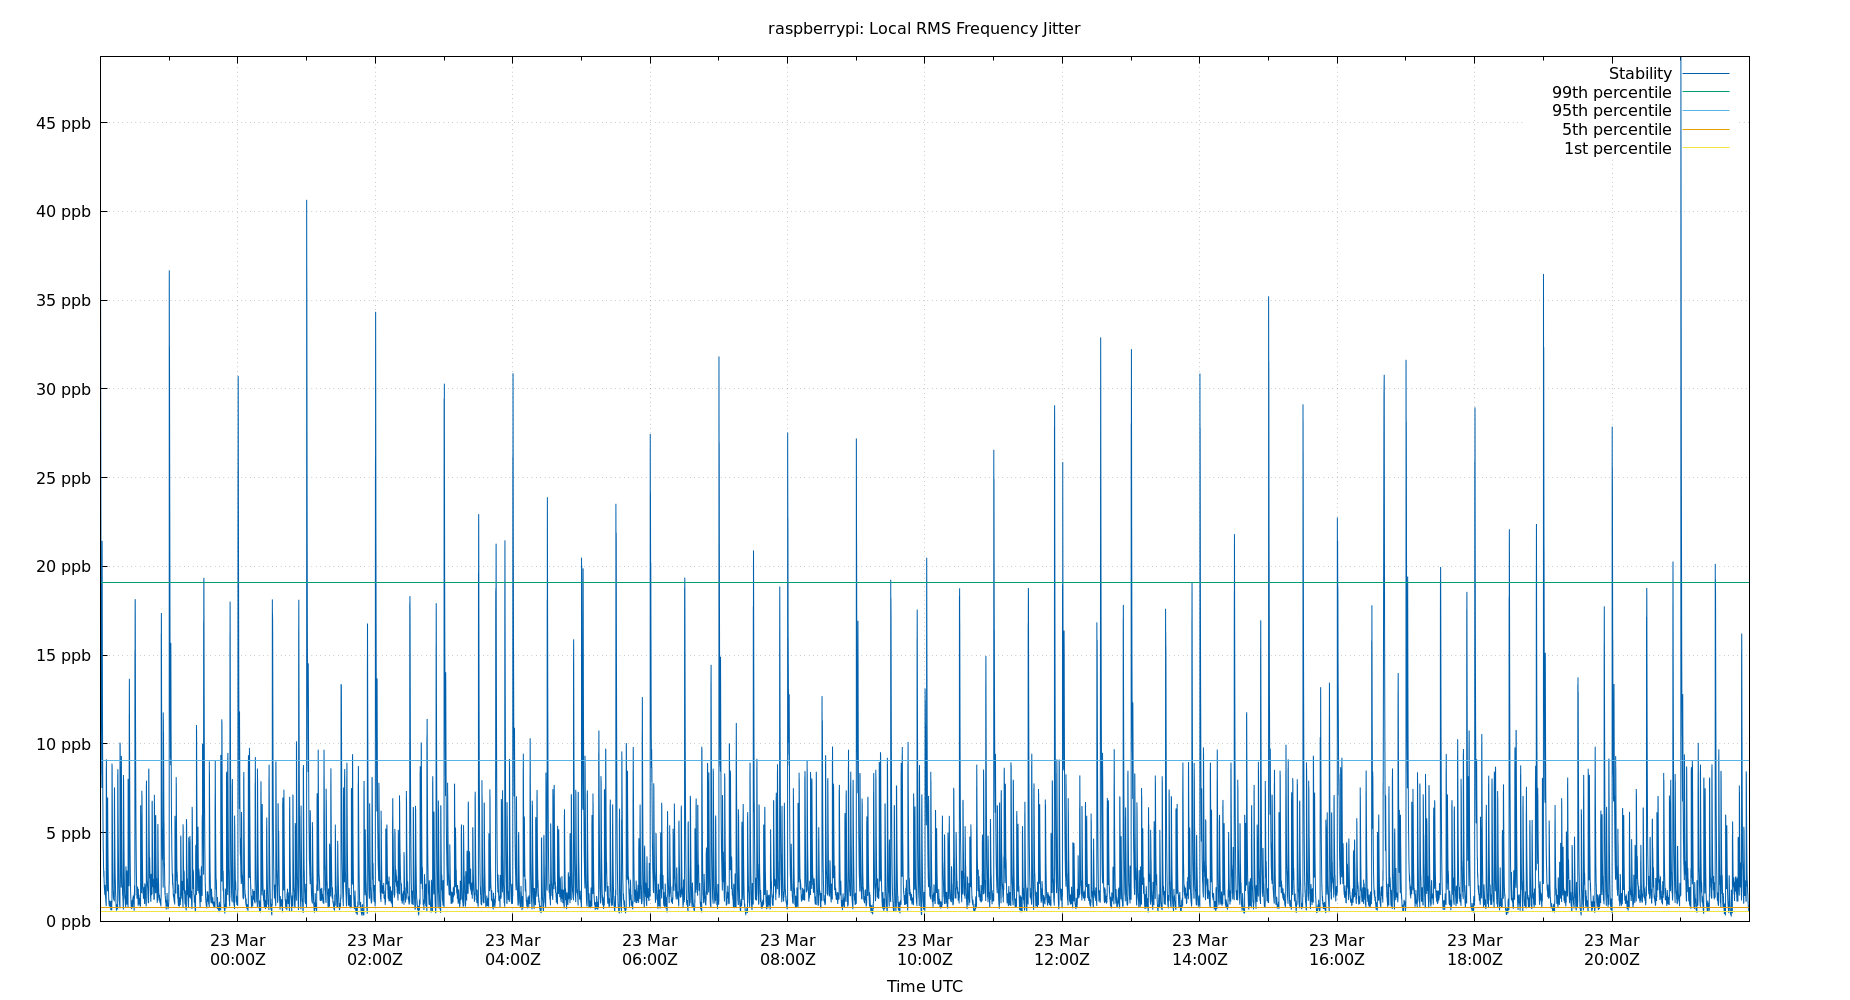 raspberrypi: Local RMS Frequency Jitter
Stability
99th percentile
95th percentile
5th percentile
1st percentile
45 ppb
40 ppb
35 ppb
30 ppb
25 ppb
20 ppb
15 ppb
10 ppb
5 ppb
0 ppb
23 Mar 23 Mar 23 Mar 23 Mar 23 Mar 23 Mar 23 Mar 23 Mar 23 Mar 23 Mar 23 Mar
00:00Z 02:00Z 04:00Z 06:00Z 08:00Z 10:00Z 12:00Z 14:00Z 16:00Z 18:00Z 20:00Z
Time UTC